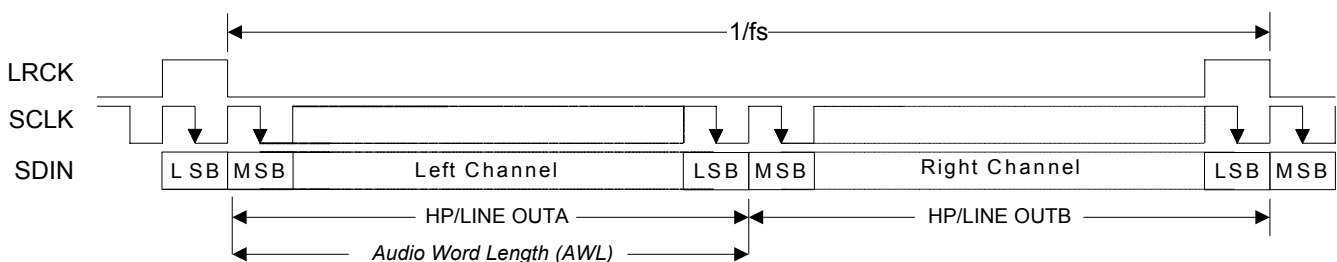 1/fs
LRCK
SCLK
SDIN
LSB MSB Left Channel LSB MSB Right Channel LSB MSB
HP/LINE OUTA HP/LINE OUTB
Audio Word Length (AWL)